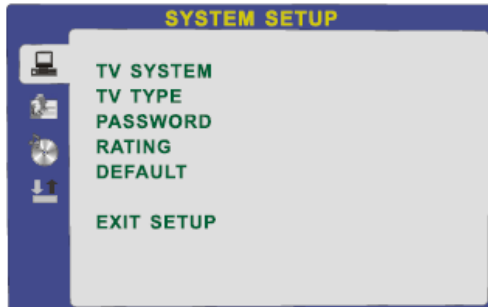 SYSTEM SETUP
TV SYSTEM
TV TYPE
PASSWORD
RATING
DEFAULT
EXIT SETUP